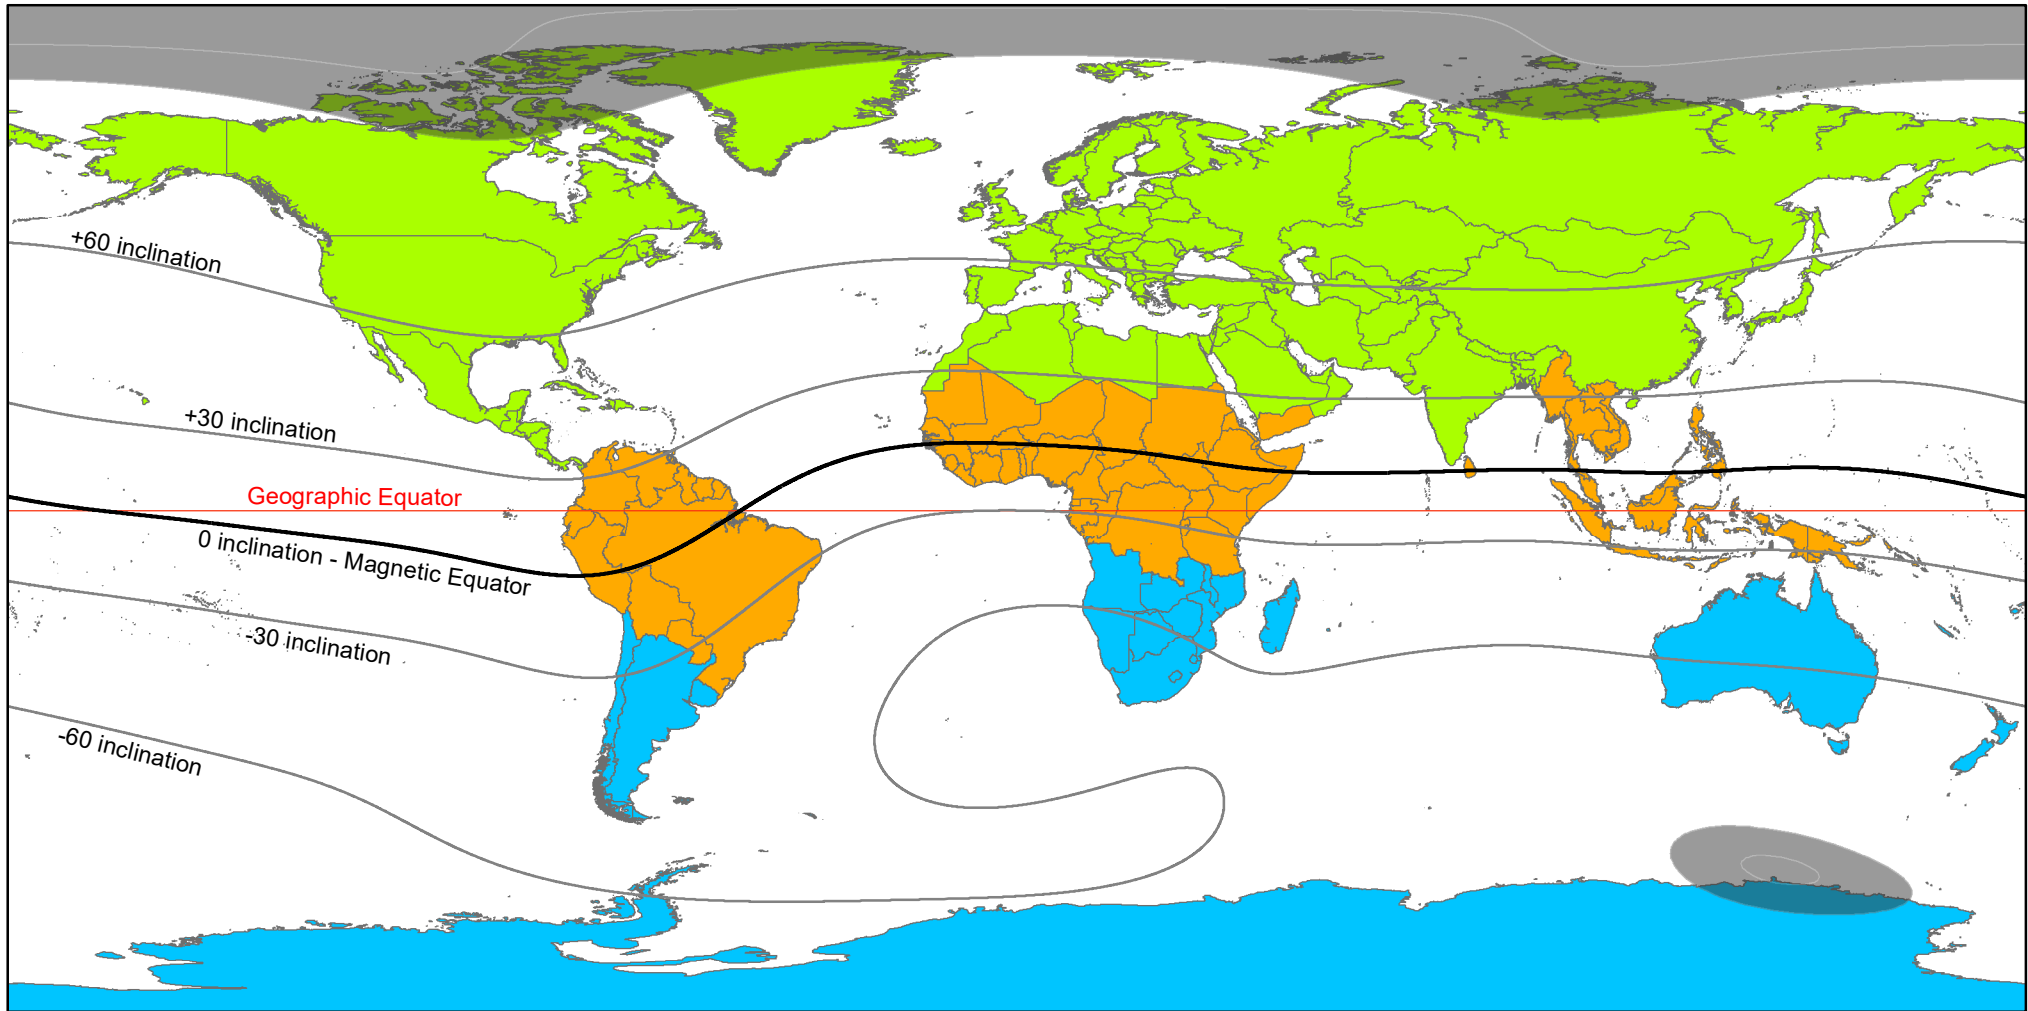 +60 inclination
+30 inclination
Geographic Equator
0 inclination - Magnetic Equator
-30 inclination
-60 inclination